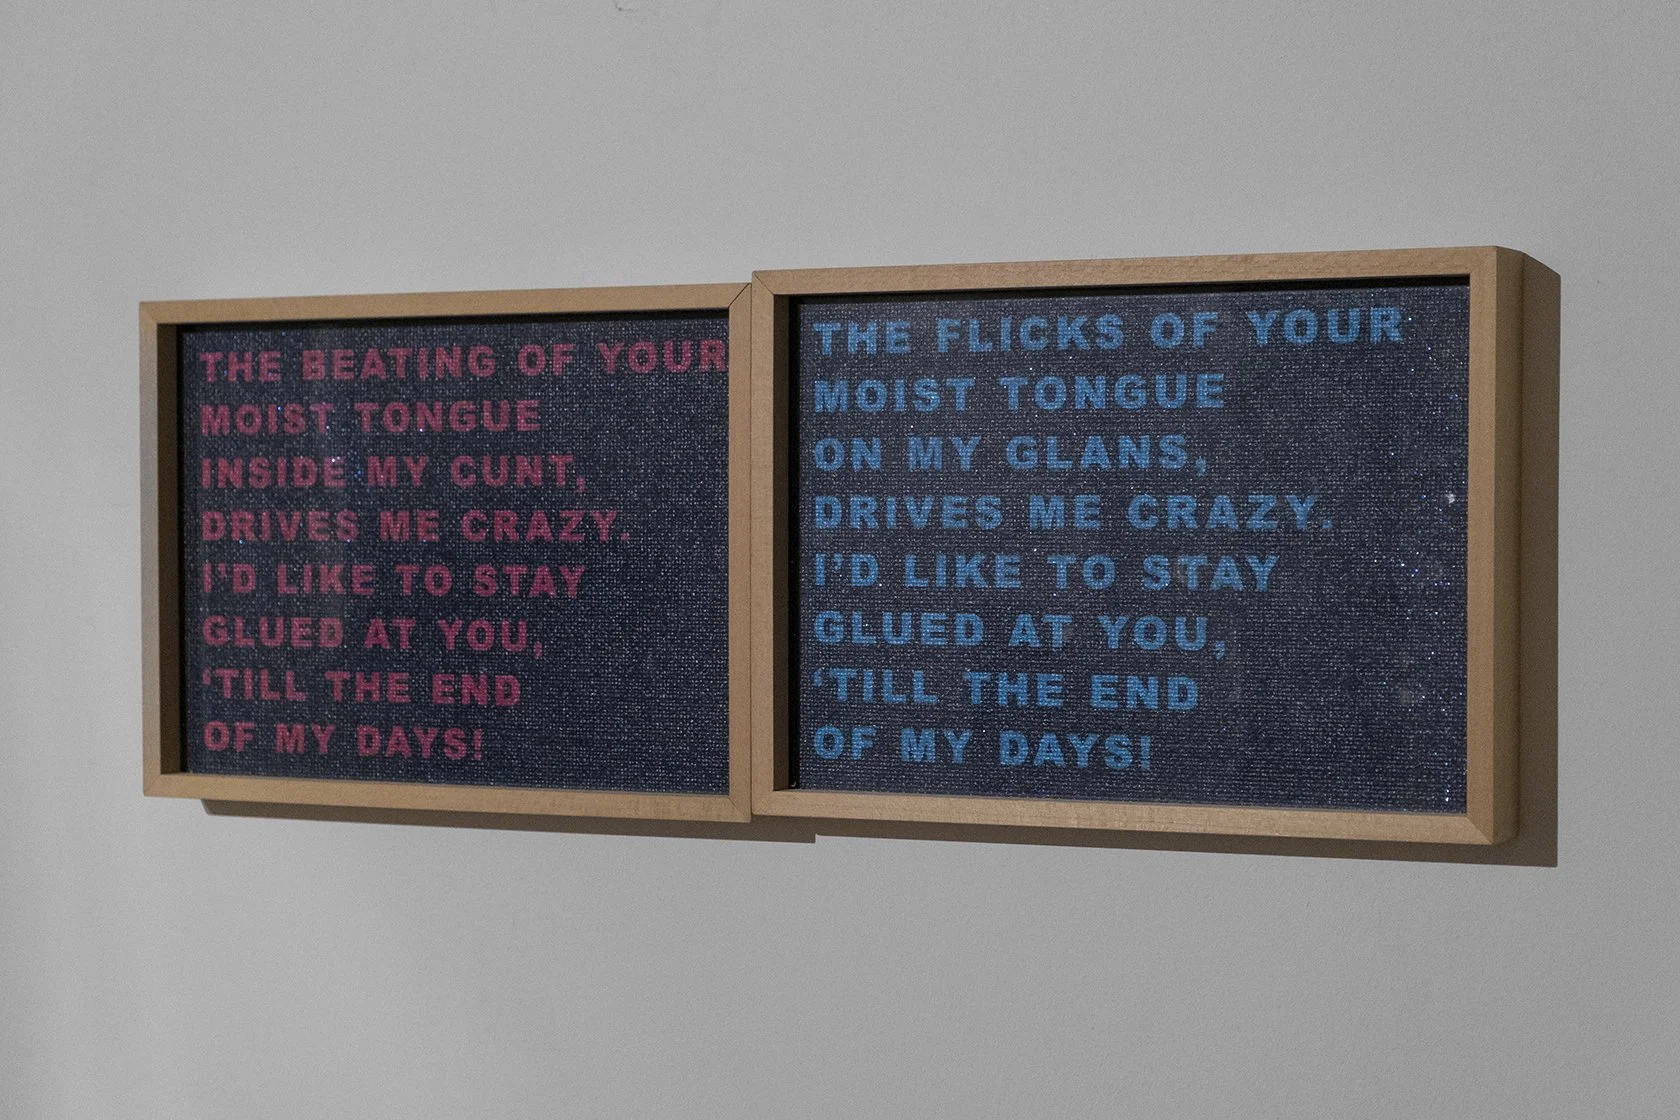 THE BEATING OF YOUR
MOIST TONGUE
INSIDE MY CUNT,
DRIVES ME CRAZY.
I'D LIKE TO STAY
GLUED AT YOU,
'TILL THE END
OF MY DAYS!
THE FLICKS OF YOUR
MOIST TONGUE
ON MY GLANS,
DRIVES ME CRAZY.
I'D LIKE TO STAY
GLUED AT YOU,
'TILL THE END
OF MY DAYS!